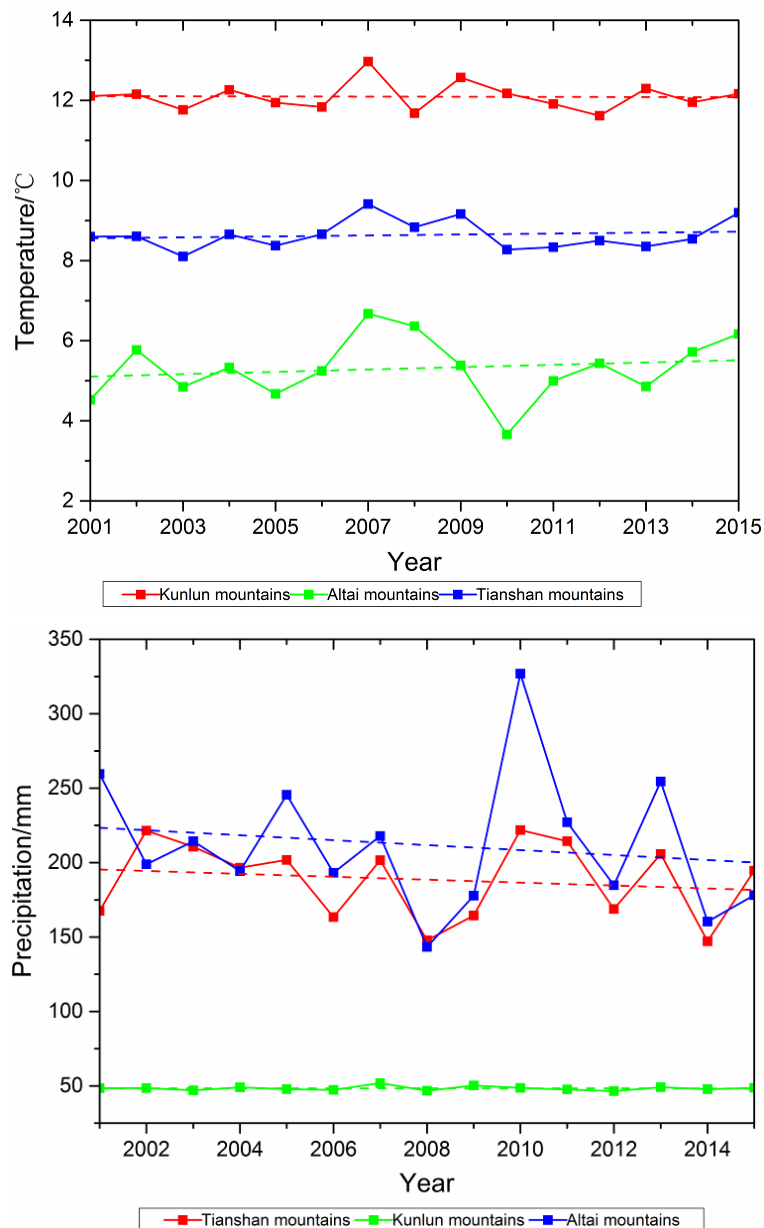 14
12
10
8
6
4
2
Temperature/℃
2001 2003 2005 2007 2009 2011 2013 2015
Year
Kunlun mountains Altai mountains Tianshan mountains
350
300
250
200
150
100
50
Precipitation/mm
2002 2004 2006 2008 2010 2012 2014
Year
Tianshan mountains Kunlun mountains Altai mountains